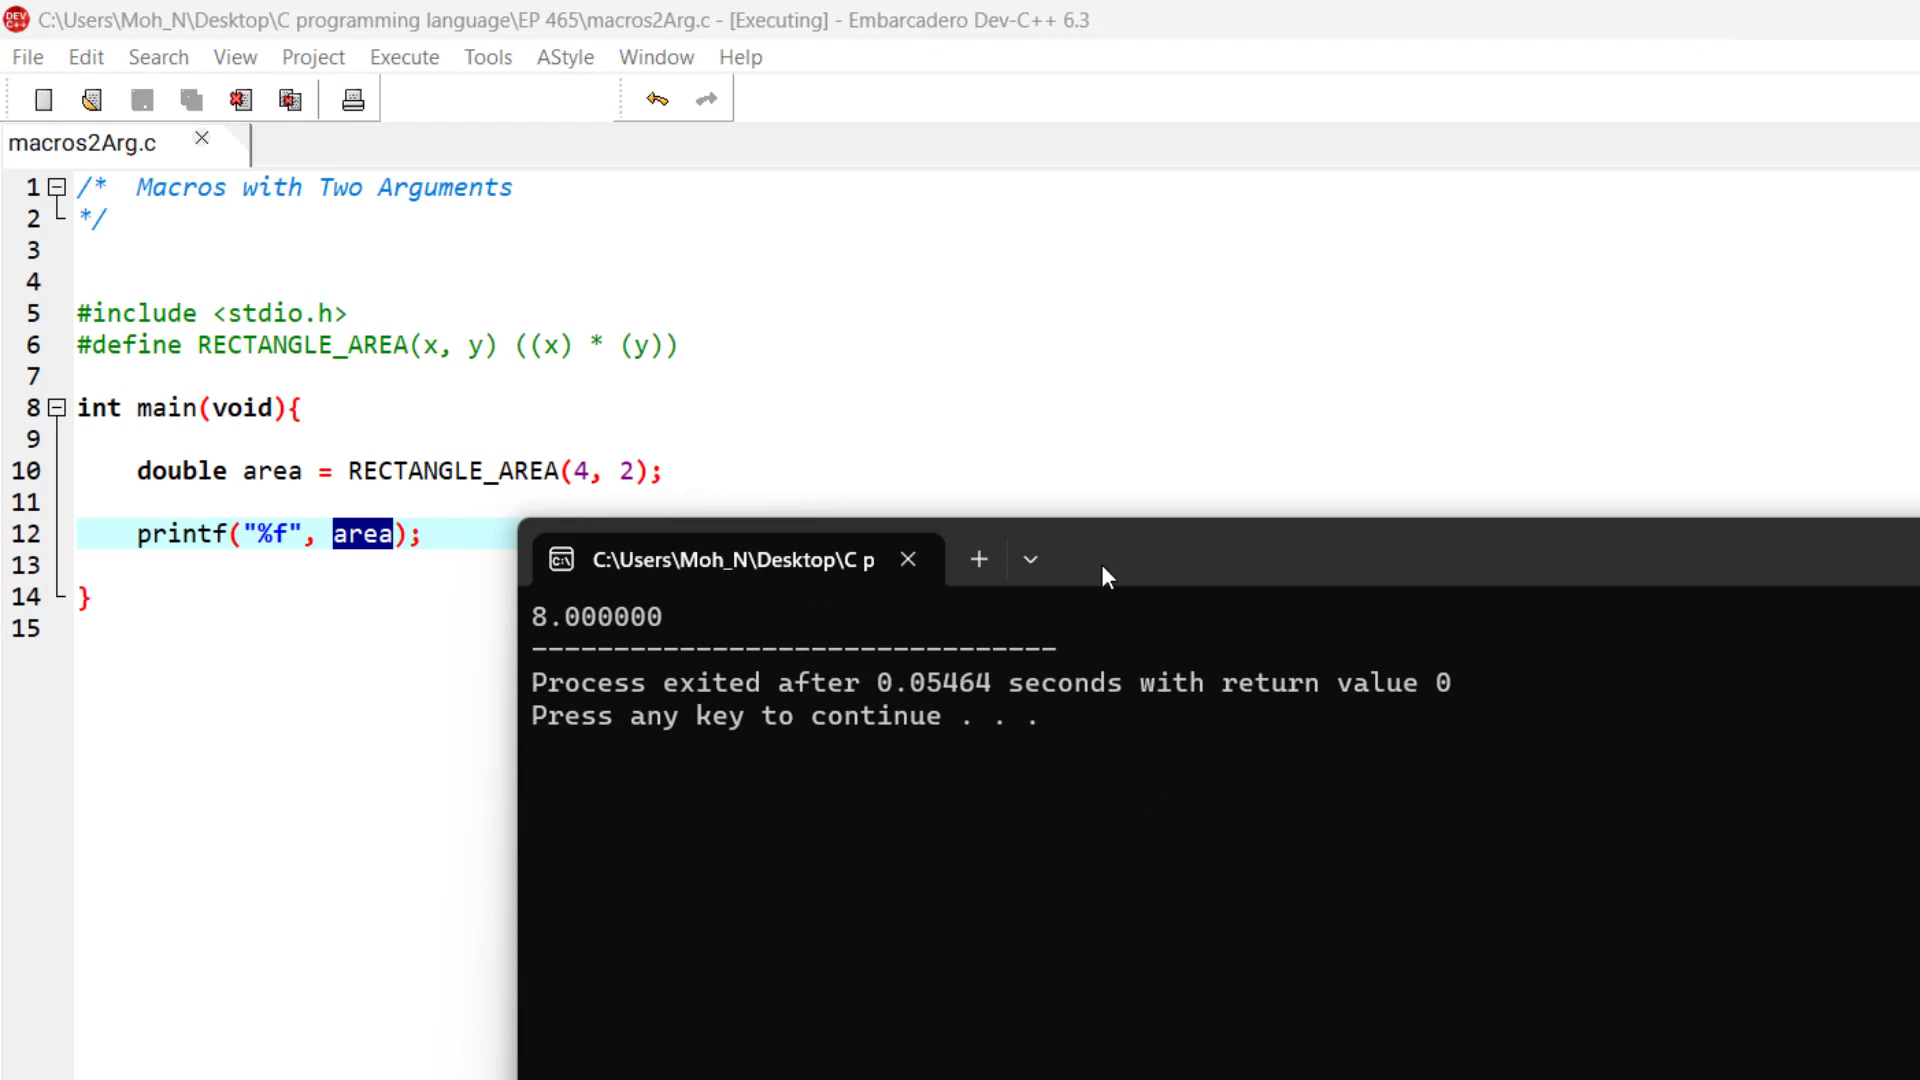 DEV C++ C:\Users\Moh_N\Desktop\C programming language\EP 465\macros2Arg.c - [Executing] - Embarcadero Dev-C++ 6.3
File Edit Search View Project Execute Tools AStyle Window Help
macros2Arg.c
1 /*  Macros with Two Arguments
2 */
3
4
5 #include <stdio.h>
6 #define RECTANGLE_AREA(x, y) ((x) * (y))
7
8 int main(void){
9
10     double area = RECTANGLE_AREA(4, 2);
11
12     printf("%f", area);
13
14 }
15
C:\Users\Moh_N\Desktop\C p
8.000000
--------------------------------
Process exited after 0.05464 seconds with return value 0
Press any key to continue . . .